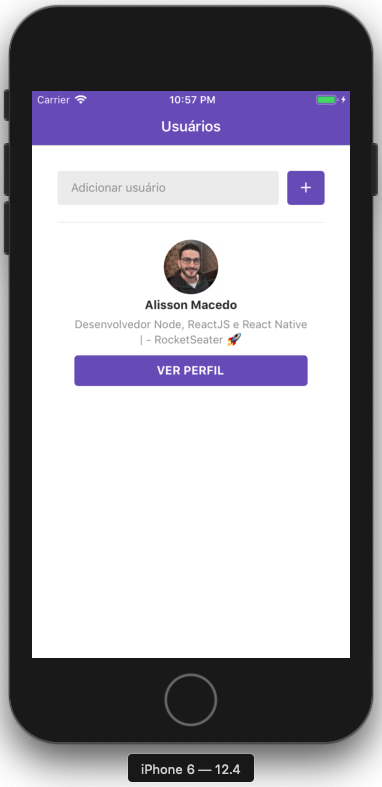 Carrier 10:57 PM
Usuários
Adicionar usuário +
Alisson Macedo
Desenvolvedor Node, ReactJS e React Native
| - RocketSeater 🚀
VER PERFIL
iPhone 6 — 12.4